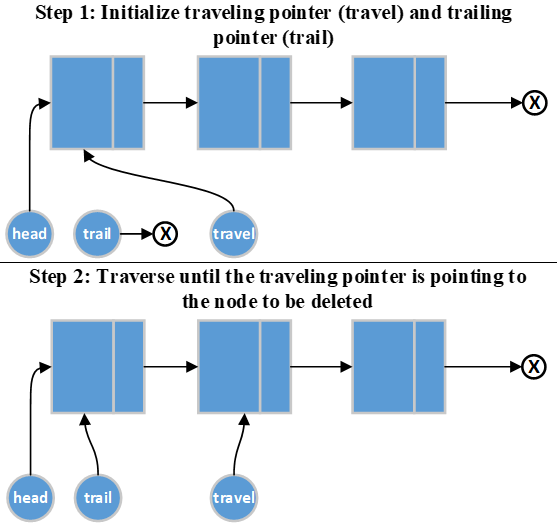 Step 1: Initialize traveling pointer (travel) and trailing
pointer (trail)
X
head
trail
X
travel
Step 2: Traverse until the traveling pointer is pointing to
the node to be deleted
X
head
trail
travel